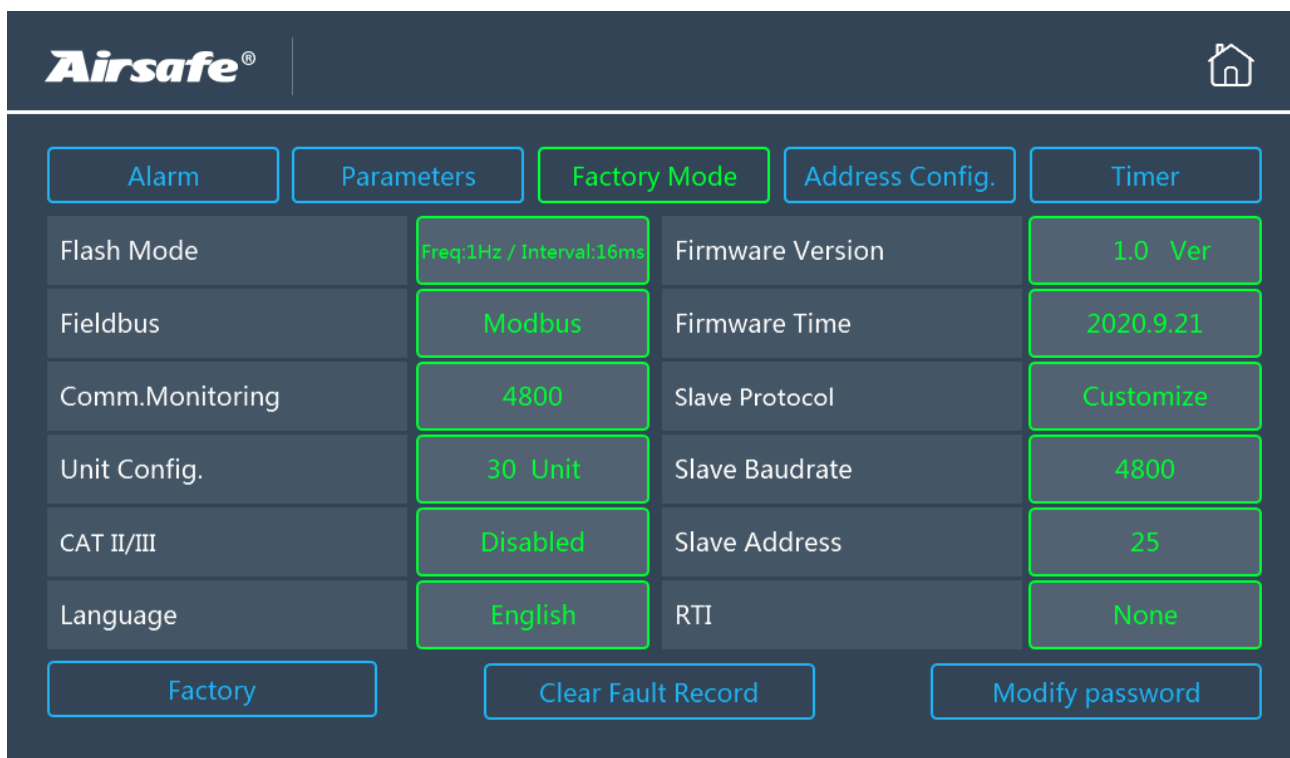 Airsafe®
Alarm Parameters Factory Mode Address Config. Timer
Flash Mode Freq:1Hz / Interval:16ms Firmware Version 1.0 Ver
Fieldbus Modbus Firmware Time 2020.9.21
Comm.Monitoring 4800 Slave Protocol Customize
Unit Config. 30 Unit Slave Baudrate 4800
CAT II/III Disabled Slave Address 25
Language English RTI None
Factory Clear Fault Record Modify password